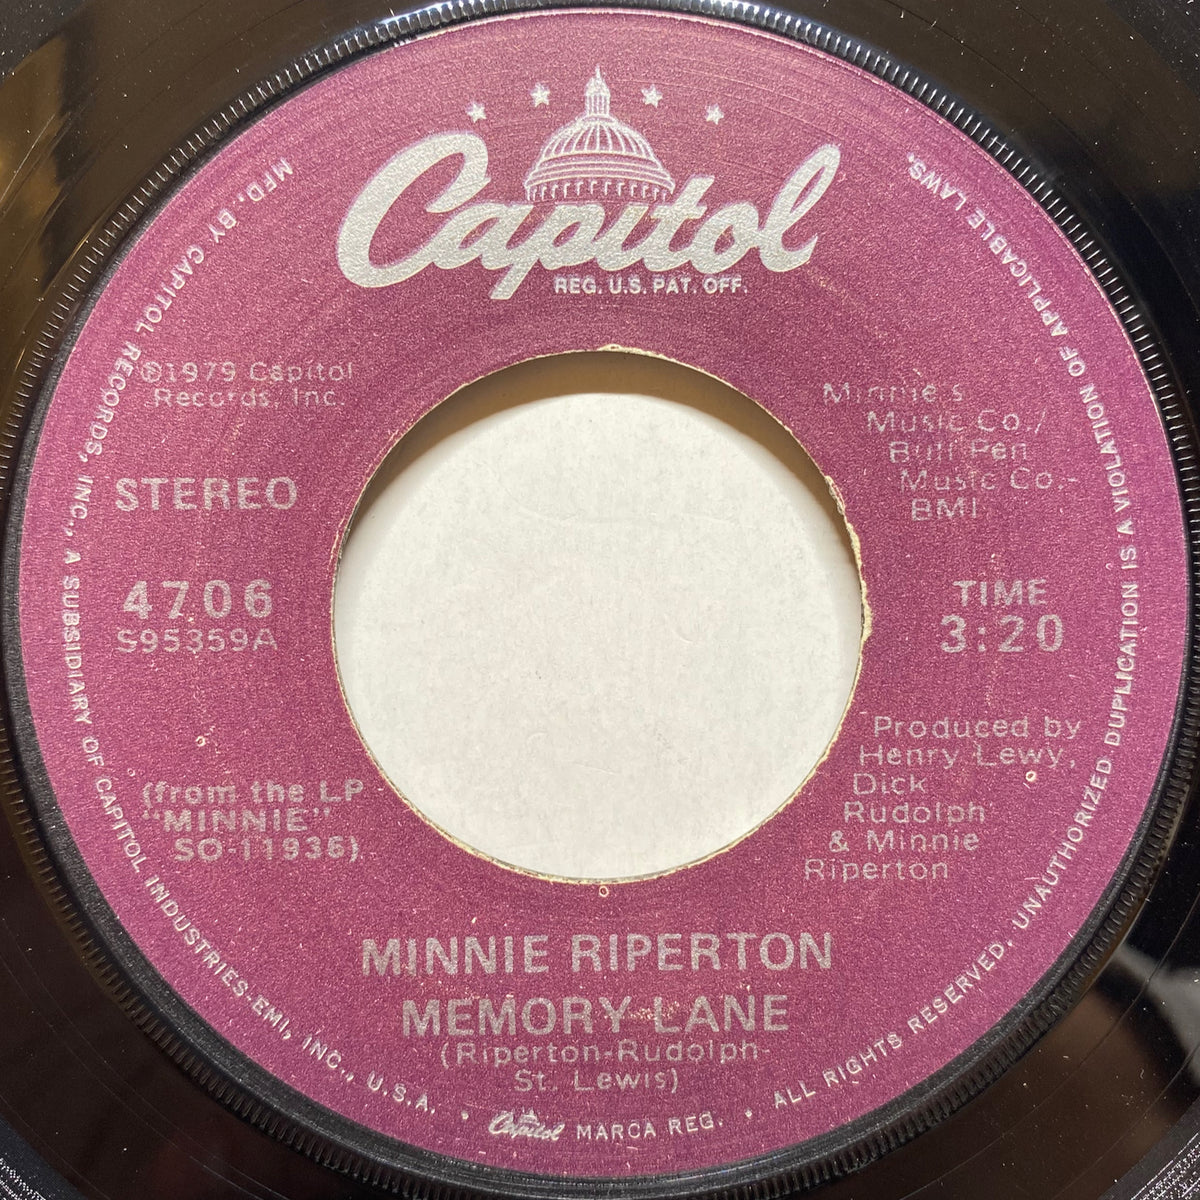 Capitol
REG. U.S. PAT. OFF.
℗1979 Capitol
Records, Inc.
STEREO
4706
S95359A
(from the LP
"MINNIE"
SO-11936)
Minnie's
Music Co./
Bull Pen
Music Co.-
BMI
TIME
3:20
Produced by
Henry Lewy,
Dick
Rudolph
& Minnie
Riperton
MINNIE RIPERTON
MEMORY LANE
(Riperton-Rudolph-
St. Lewis)
MFD. BY CAPITOL RECORDS, INC., A SUBSIDIARY OF CAPITOL INDUSTRIES-EMI, INC., U.S.A. • Capitol MARCA REG. • ALL RIGHTS RESERVED. UNAUTHORIZED DUPLICATION IS A VIOLATION OF APPLICABLE LAWS.